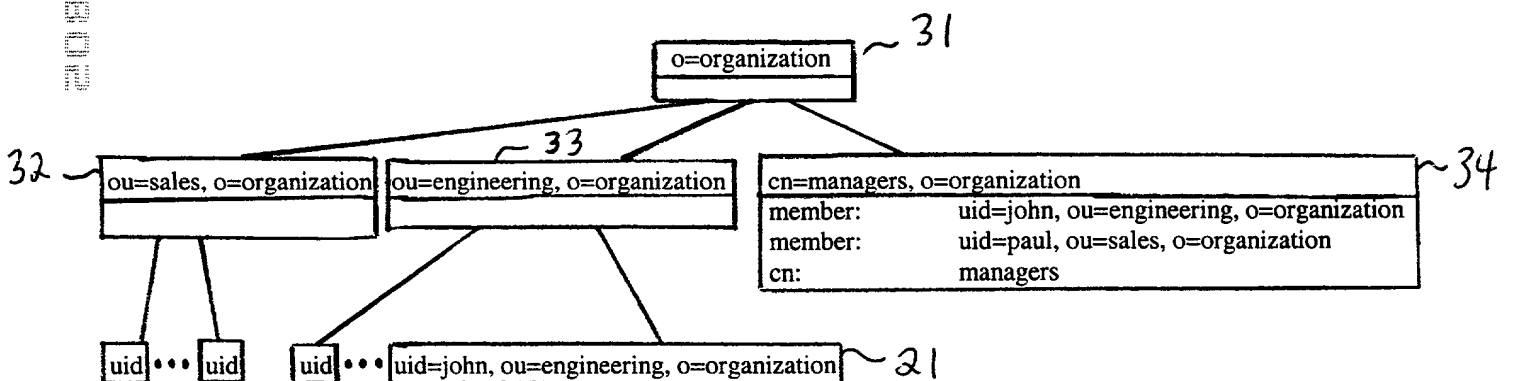 31
o=organization
33
32
34
ou=sales, o=organization
ou=engineering, o=organization
cn=managers, o=organization
member: uid=john, ou=engineering, o=organization
member: uid=paul, ou=sales, o=organization
cn: managers
uid ••• uid
uid ••• uid=john, ou=engineering, o=organization
21